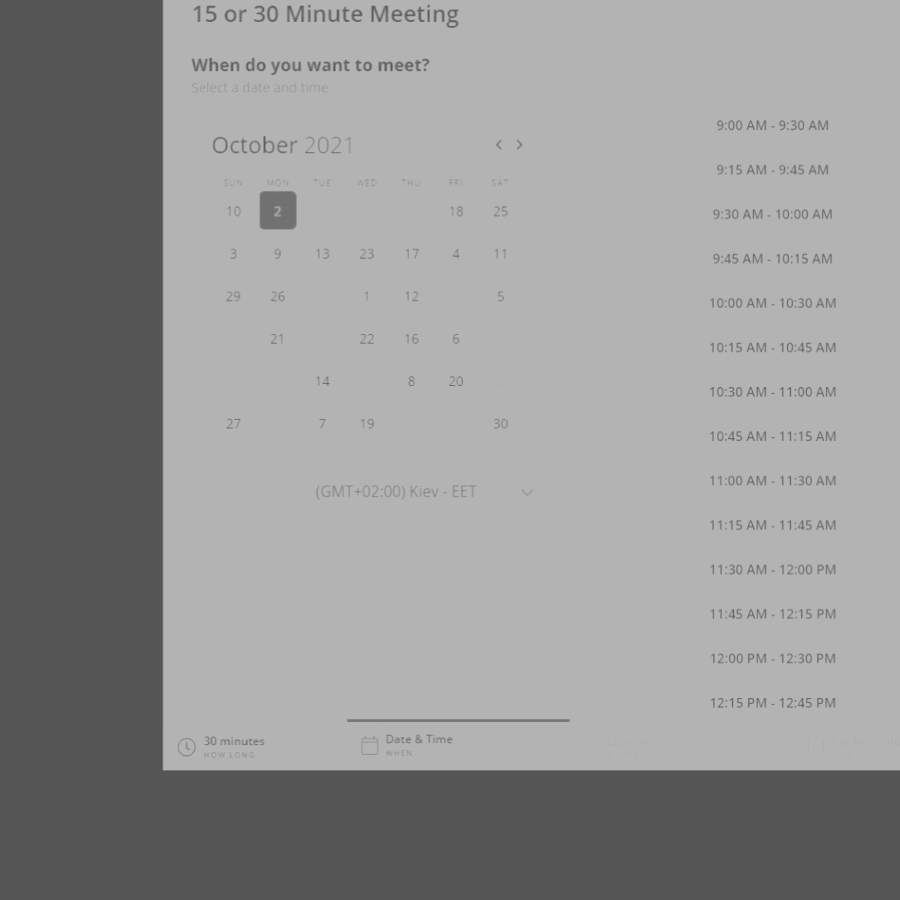 15 or 30 Minute Meeting
When do you want to meet?
Select a date and time
October 2021
SUN MON TUE WED THU FRI SAT
10 2 18 25
3 9 13 23 17 4 11
29 26 1 12 5
21 22 16 6
14 8 20
27 7 19 30
(GMT+02:00) Kiev - EET
9:00 AM - 9:30 AM
9:15 AM - 9:45 AM
9:30 AM - 10:00 AM
9:45 AM - 10:15 AM
10:00 AM - 10:30 AM
10:15 AM - 10:45 AM
10:30 AM - 11:00 AM
10:45 AM - 11:15 AM
11:00 AM - 11:30 AM
11:15 AM - 11:45 AM
11:30 AM - 12:00 PM
11:45 AM - 12:15 PM
12:00 PM - 12:30 PM
12:15 PM - 12:45 PM
30 minutes
HOW LONG
Date & Time
WHEN